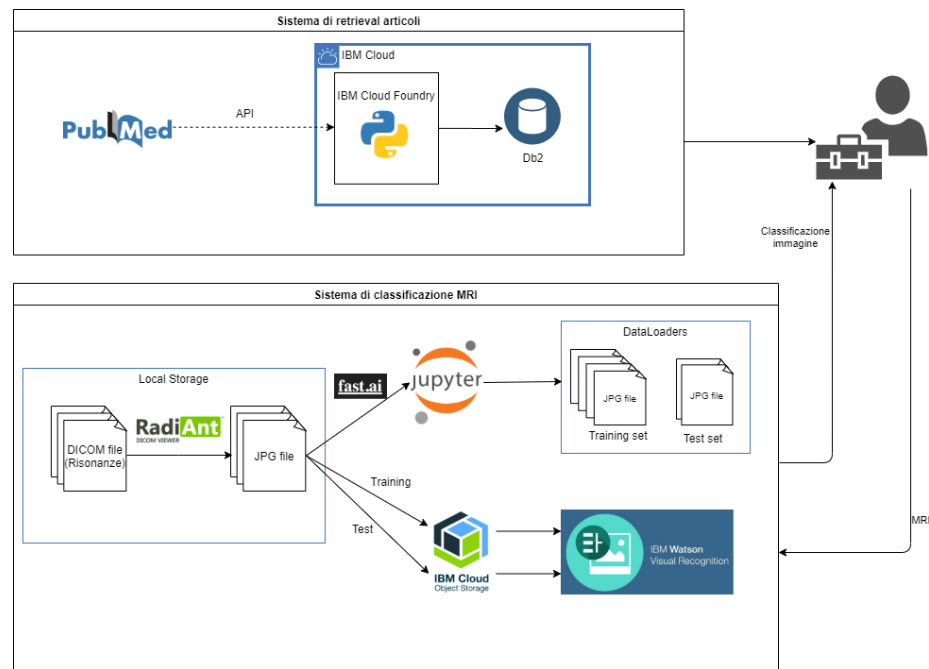 Sistema di retrieval articoli
IBM Cloud
IBM Cloud Foundry
PubMed
API
Db2
Classificazione
immagine
Sistema di classificazione MRI
DataLoaders
Local Storage
fast.ai
jupyter
JPG file
JPG file
Training set
Test set
RadiAnt
DICOM VIEWER
DICOM file
(Risonanze)
JPG file
Training
Test
MRI
IBM Watson
Visual Recognition
IBM Cloud
Object Storage